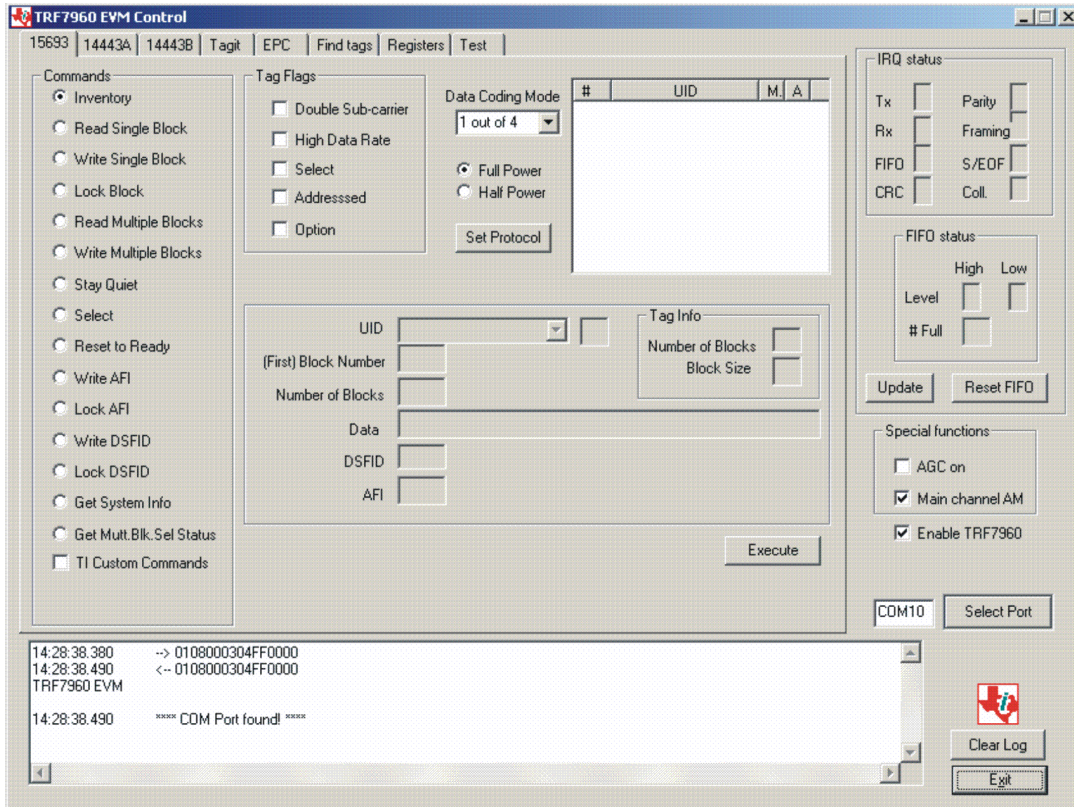 TRF7960 EVM Control
15693
14443A
14443B
Tagit
EPC
Find tags
Registers
Test
Commands
Inventory
Read Single Block
Write Single Block
Lock Block
Read Multiple Blocks
Write Multiple Blocks
Stay Quiet
Select
Reset to Ready
Write AFI
Lock AFI
Write DSFID
Lock DSFID
Get System Info
Get Mutt.Blk.Sel Status
TI Custom Commands
Tag Flags
Double Sub-carrier
High Data Rate
Select
Addresssed
Option
Data Coding Mode
1 out of 4
Full Power
Half Power
Set Protocol
# UID M. A
UID
(First) Block Number
Number of Blocks
Data
DSFID
AFI
Tag Info
Number of Blocks
Block Size
Execute
IRQ status
Tx Parity
Rx Framing
FIFO S/EOF
CRC Coll.
FIFO status
High Low
Level
# Full
Update
Reset FIFO
Special functions
AGC on
Main channel AM
Enable TRF7960
COM10
Select Port
14:28:38.380 --> 0108000304FF0000
14:28:38.490 <-- 0108000304FF0000
TRF7960 EVM
14:28:38.490 **** COM Port found! ****
Clear Log
Exit